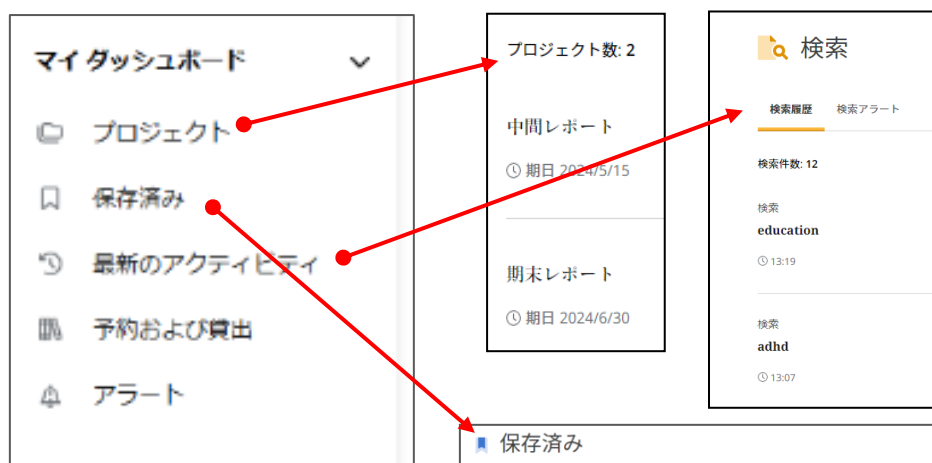 マイ ダッシュボード
プロジェクト
保存済み
最新のアクティビティ
予約および貸出
アラート
プロジェクト数: 2
中間レポート
期日 2024/5/15
期末レポート
期日 2024/6/30
検索
検索履歴 検索アラート
検索件数: 12
検索
education
13:19
検索
adhd
13:07
保存済み